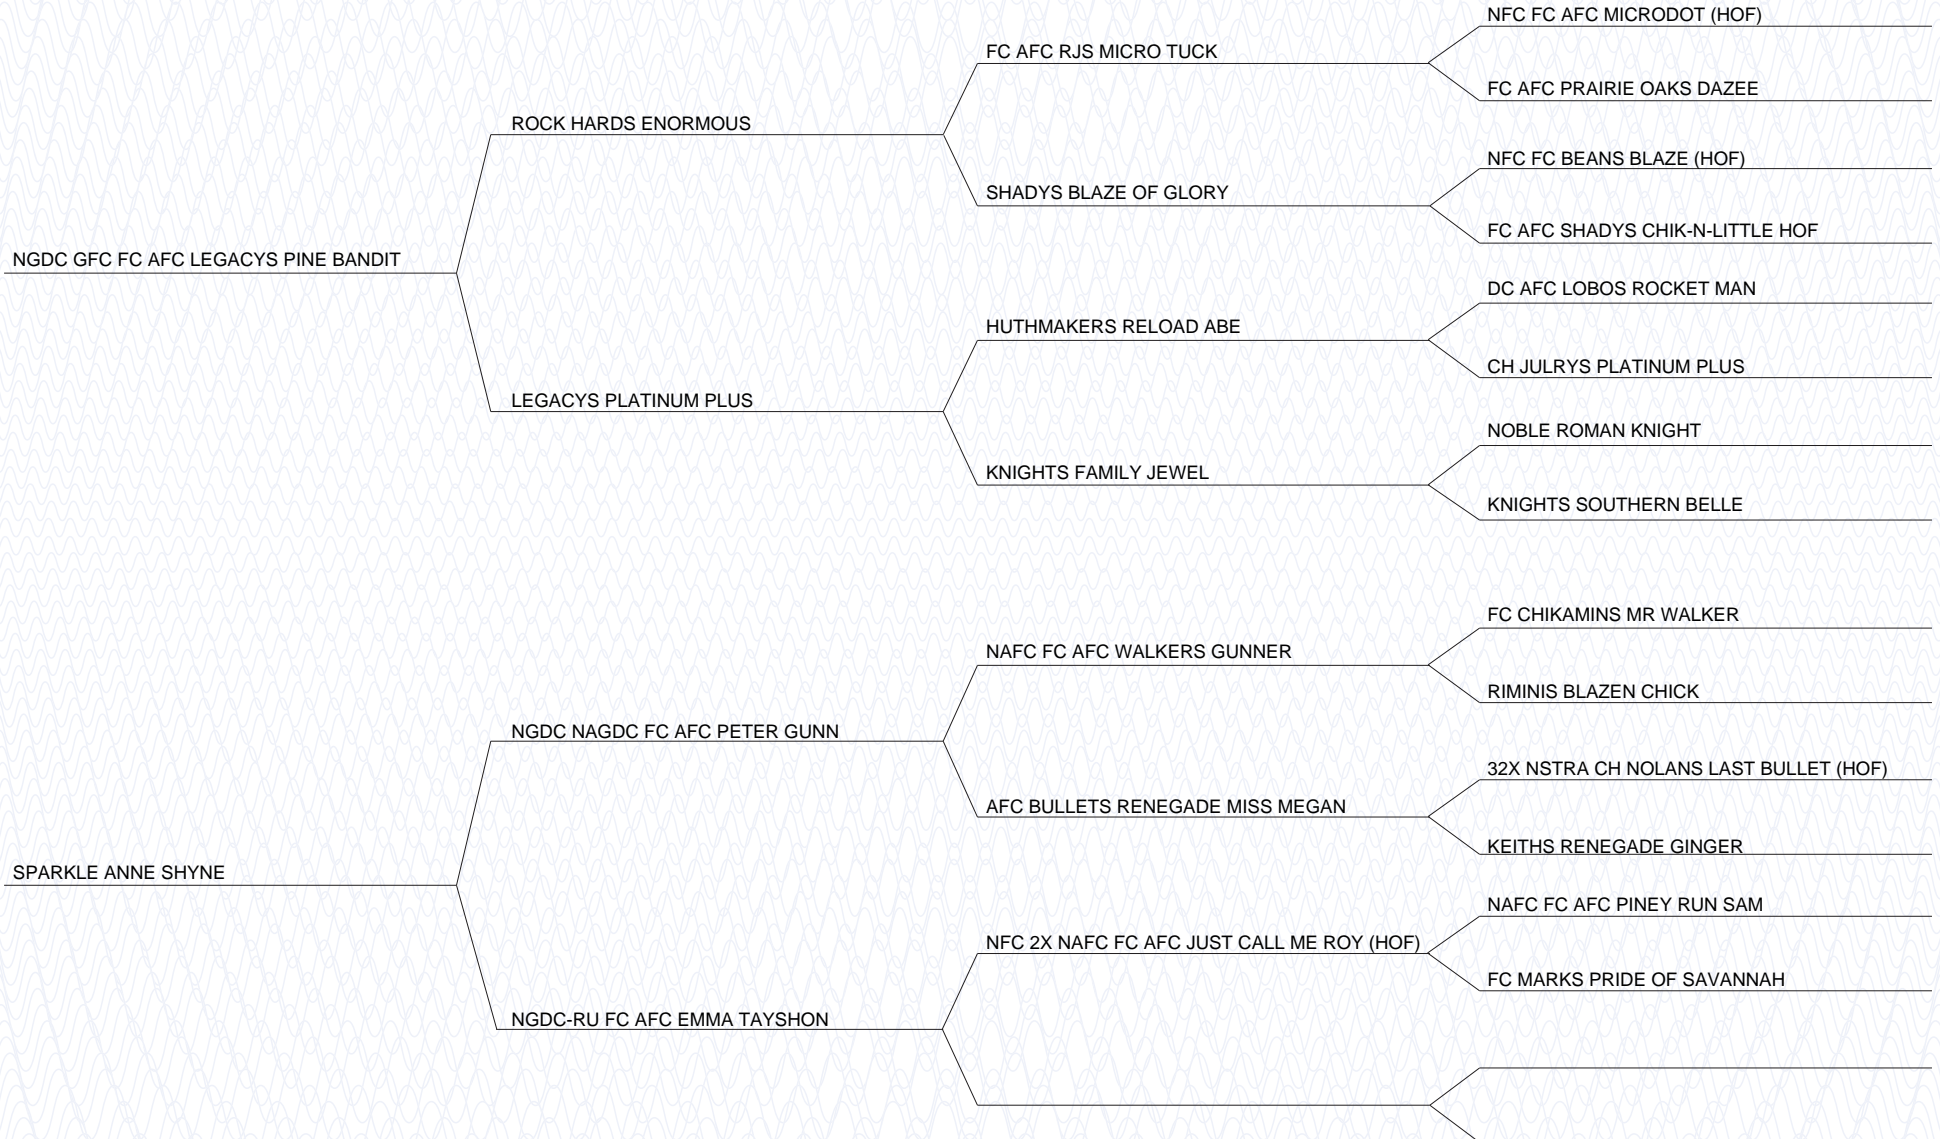 NFC FC AFC MICRODOT (HOF)
FC AFC RJS MICRO TUCK
FC AFC PRAIRIE OAKS DAZEE
ROCK HARDS ENORMOUS
NFC FC BEANS BLAZE (HOF)
SHADYS BLAZE OF GLORY
FC AFC SHADYS CHIK-N-LITTLE HOF
NGDC GFC FC AFC LEGACYS PINE BANDIT
DC AFC LOBOS ROCKET MAN
HUTHMAKERS RELOAD ABE
CH JULRYS PLATINUM PLUS
LEGACYS PLATINUM PLUS
NOBLE ROMAN KNIGHT
KNIGHTS FAMILY JEWEL
KNIGHTS SOUTHERN BELLE
FC CHIKAMINS MR WALKER
NAFC FC AFC WALKERS GUNNER
RIMINIS BLAZEN CHICK
NGDC NAGDC FC AFC PETER GUNN
32X NSTRA CH NOLANS LAST BULLET (HOF)
AFC BULLETS RENEGADE MISS MEGAN
KEITHS RENEGADE GINGER
SPARKLE ANNE SHYNE
NAFC FC AFC PINEY RUN SAM
NFC 2X NAFC FC AFC JUST CALL ME ROY (HOF)
FC MARKS PRIDE OF SAVANNAH
NGDC-RU FC AFC EMMA TAYSHON